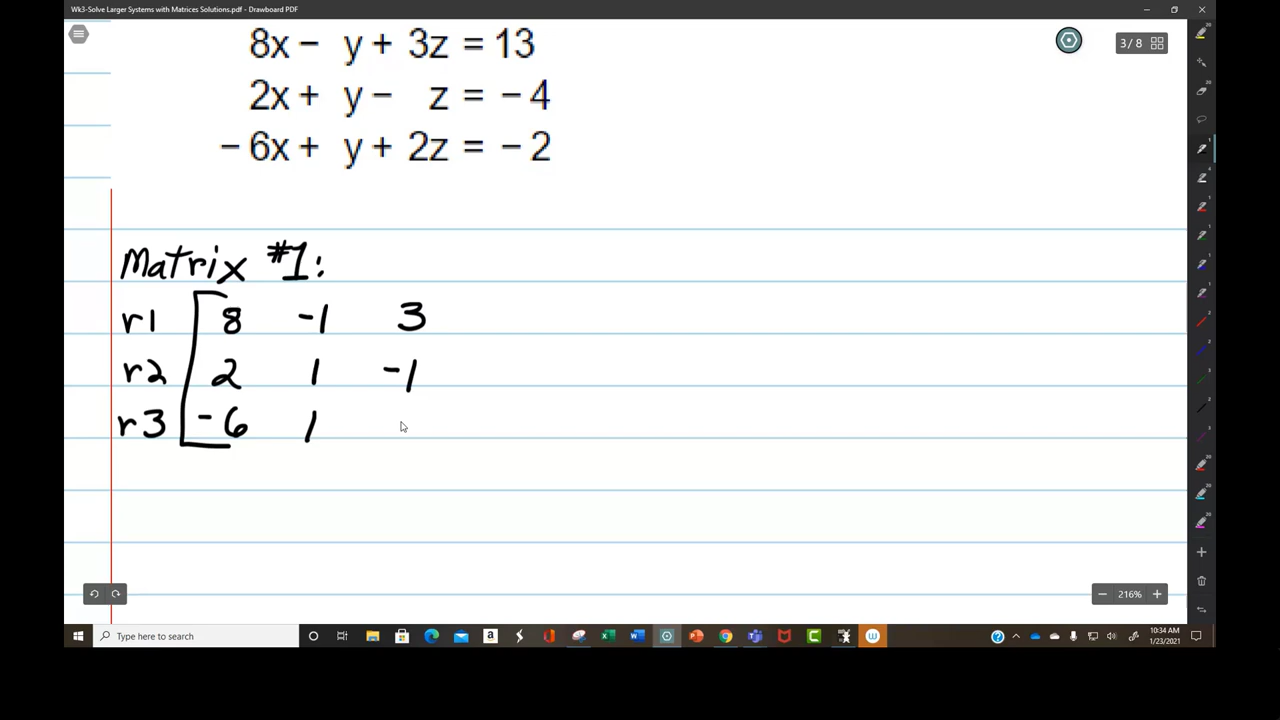 Wk3-Solve Larger Systems with Matrices Solutions.pdf - Drawboard PDF
8x - y + 3z = 13
3 / 8
2x + y - z = -4
-6x + y + 2z = -2
Matrix #1:
r1 8 -1 3
r2 2 1 -1
r3 -6 1
216%
Type here to search
10:34 AM
1/23/2021